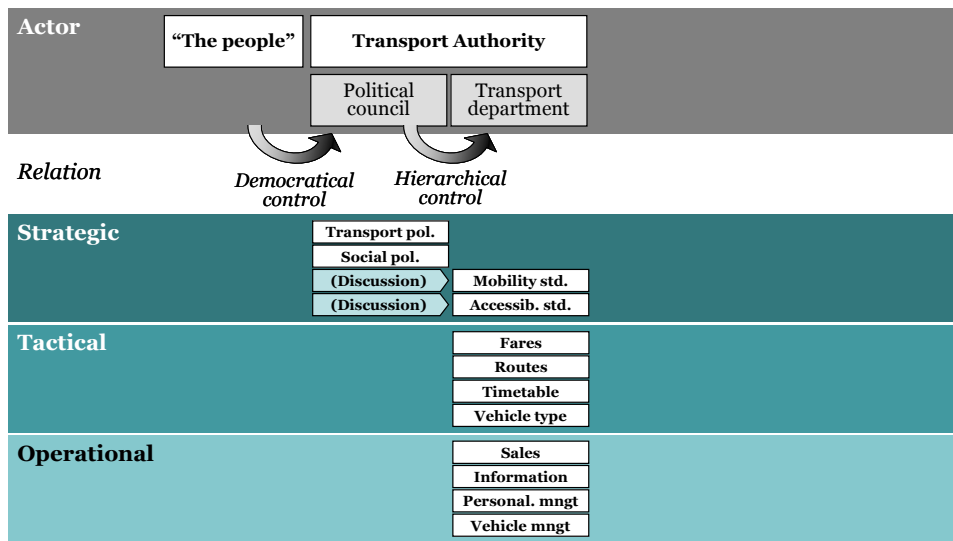 Actor
“The people”
Transport Authority
Political
council
Transport
department
Relation
Democratical
control
Hierarchical
control
Strategic
Transport pol.
Social pol.
(Discussion)
Mobility std.
(Discussion)
Accessib. std.
Tactical
Fares
Routes
Timetable
Vehicle type
Operational
Sales
Information
Personal. mngt
Vehicle mngt